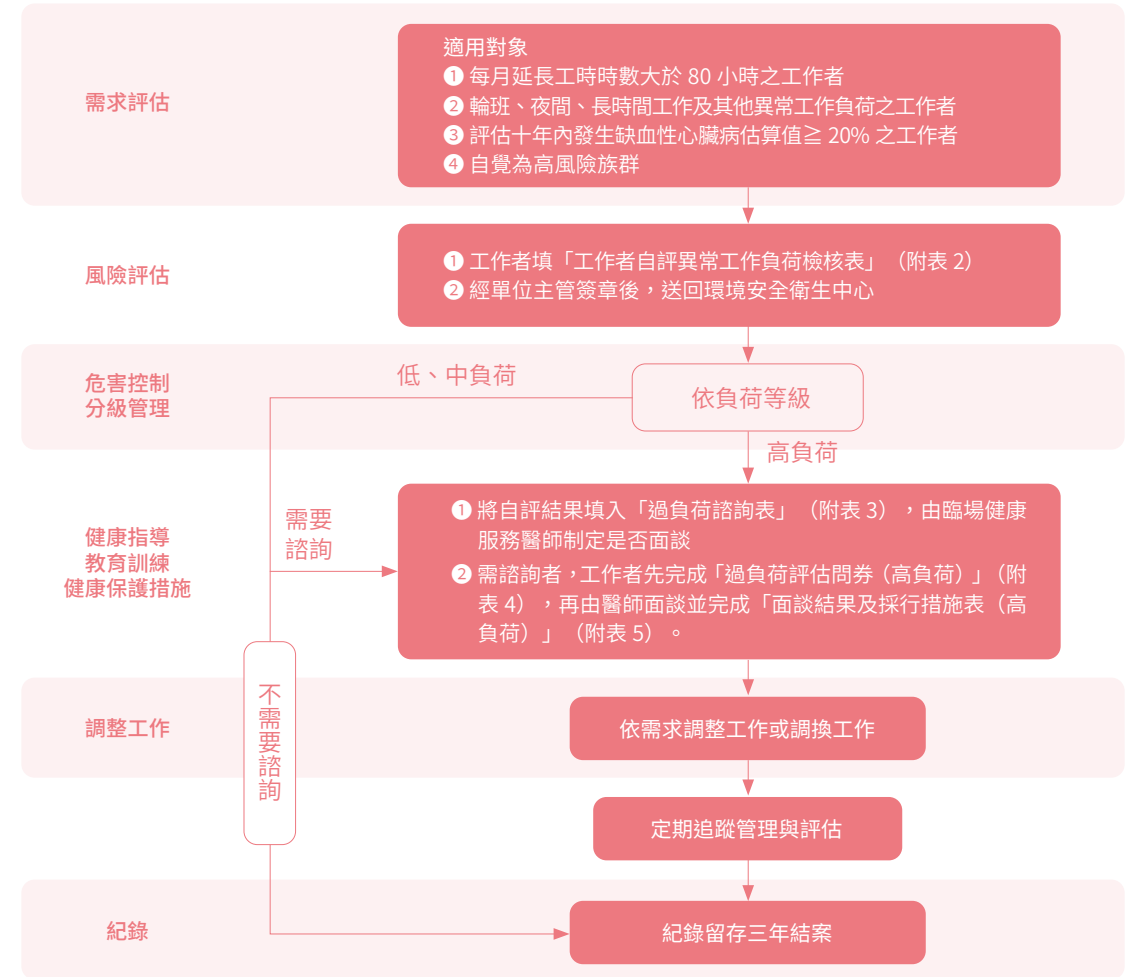 需求評估
適用對象
❶ 每月延長工時時數大於 80 小時之工作者
❷ 輪班、夜間、長時間工作及其他異常工作負荷之工作者
❸ 評估十年內發生缺血性心臟病估算值≧ 20% 之工作者
❹ 自覺為高風險族群
風險評估
❶ 工作者填「工作者自評異常工作負荷檢核表」（附表 2）
❷ 經單位主管簽章後，送回環境安全衛生中心
危害控制
分級管理
低、中負荷
依負荷等級
高負荷
健康指導
教育訓練
健康保護措施
需要
諮詢
❶ 將自評結果填入「過負荷諮詢表」（附表 3），由臨場健康
服務醫師制定是否面談
❷ 需諮詢者，工作者先完成「過負荷評估問券（高負荷）」（附
表 4），再由醫師面談並完成「面談結果及採行措施表（高
負荷）」（附表 5）。
不需要諮詢
調整工作
依需求調整工作或調換工作
定期追蹤管理與評估
紀錄
紀錄留存三年結案